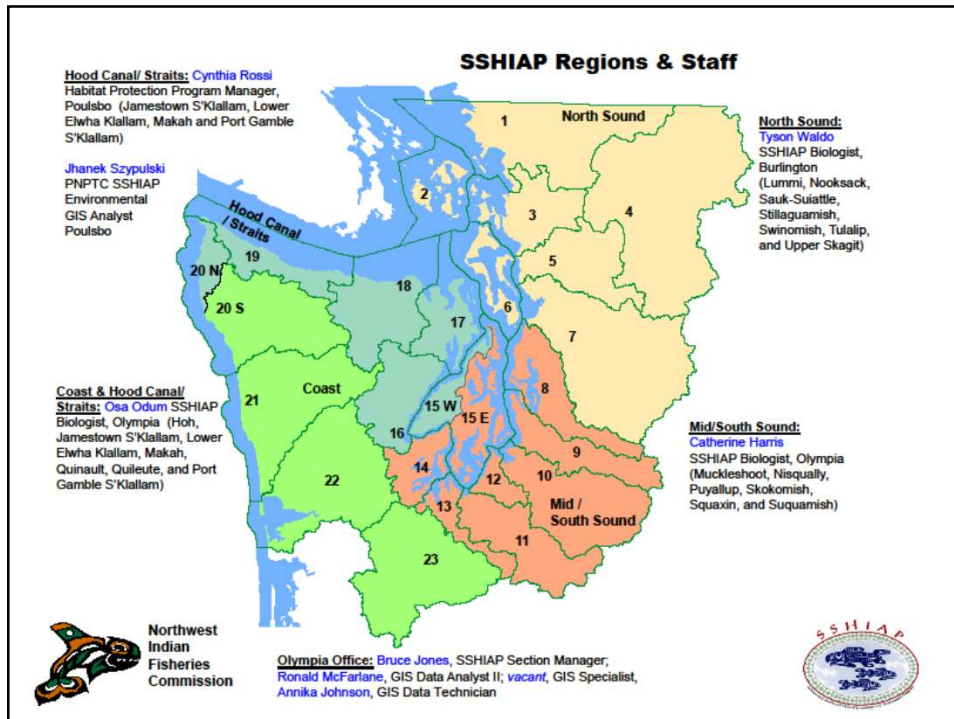 SSHIAP Regions & Staff
Hood Canal/ Straits: Cynthia Rossi
Habitat Protection Program Manager,
Poulsbo  (Jamestown S'Klallam, Lower
Elwha Klallam, Makah and Port Gamble
S'Klallam)
Jhanek Szypulski
PNPTC SSHIAP
Environmental
GIS Analyst
Poulsbo
North Sound:
Tyson Waldo
SSHIAP Biologist,
Burlington
(Lummi, Nooksack,
Sauk-Suiattle,
Stillaguamish,
Swinomish, Tulalip,
and Upper Skagit)
1
North Sound
2
3
4
5
6
7
Hood Canal
/ Straits
19
20 N
20 S
18
17
8
Coast
21
15 W
15 E
16
14
9
10
12
22
13
Mid /
South Sound
11
23
Coast & Hood Canal/
Straits: Osa Odum SSHIAP
Biologist, Olympia  (Hoh,
Jamestown S'Klallam, Lower
Elwha Klallam, Makah,
Quinault, Quileute, and Port
Gamble S'Klallam)
Mid/South Sound:
Catherine Harris
SSHIAP Biologist, Olympia
(Muckleshoot, Nisqually,
Puyallup, Skokomish,
Squaxin, and Suquamish)
Northwest
Indian
Fisheries
Commission
Olympia Office: Bruce Jones, SSHIAP Section Manager;
Ronald McFarlane, GIS Data Analyst II; vacant, GIS Specialist,
Annika Johnson, GIS Data Technician
SSHIAP